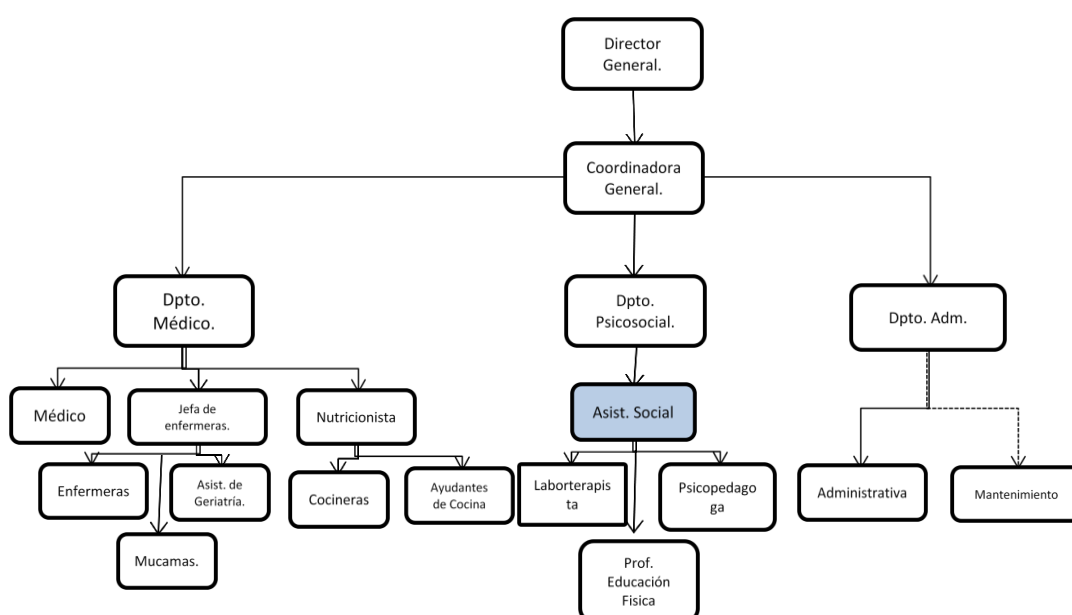 Director
General.
Coordinadora
General.
Dpto.
Médico.
Dpto.
Psicosocial.
Dpto. Adm.
Médico
Jefa de
enfermeras.
Nutricionista
Asist. Social
Enfermeras
Asist. de
Geriatría.
Cocineras
Ayudantes
de Cocina
Laborterapis
ta
Psicopedago
ga
Administrativa
Mantenimiento
Mucamas.
Prof.
Educación
Fisica